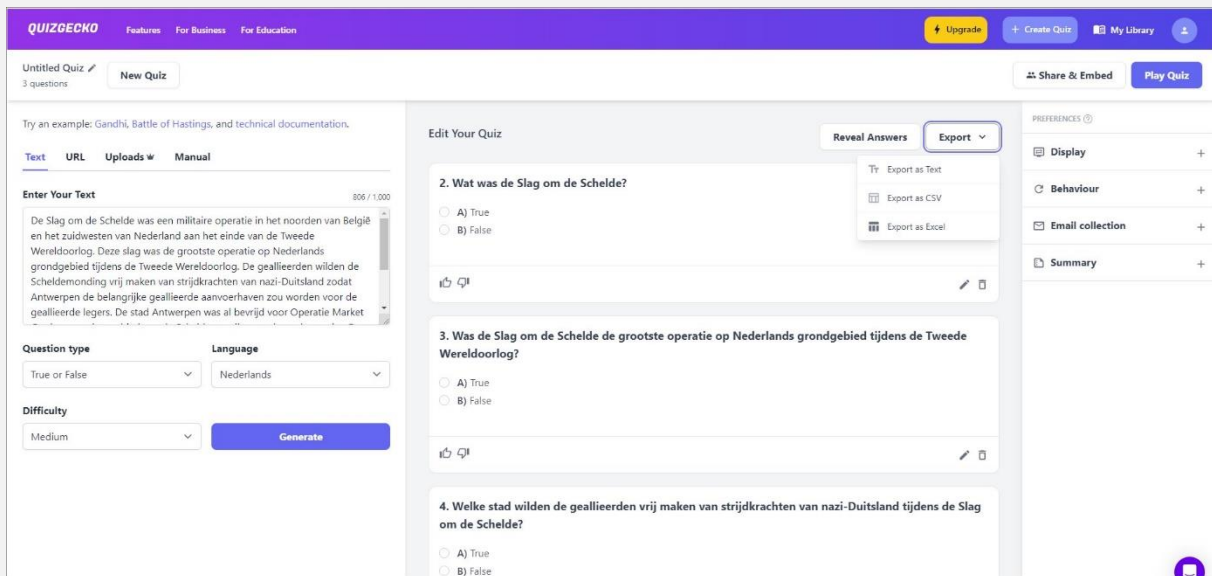 QUIZGECKO Features For Business For Education Upgrade + Create Quiz My Library
Untitled Quiz
3 questions
New Quiz
Share & Embed
Play Quiz
Try an example: Gandhi, Battle of Hastings, and technical documentation.
Text URL Uploads Manual
Enter Your Text 806 / 1,000
De Slag om de Schelde was een militaire operatie in het noorden van België
en het zuidwesten van Nederland aan het einde van de Tweede
Wereldoorlog. Deze slag was de grootste operatie op Nederlands
grondgebied tijdens de Tweede Wereldoorlog. De geallieerden wilden de
Scheldemonding vrij maken van strijdkrachten van nazi-Duitsland zodat
Antwerpen de belangrijke geallieerde aanvoerhaven zou worden voor de
geallieerde legers. De stad Antwerpen was al bevrijd voor Operatie Market
Question type
True or False
Language
Nederlands
Difficulty
Medium
Generate
Edit Your Quiz
Reveal Answers
Export
Export as Text
Export as CSV
Export as Excel
2. Wat was de Slag om de Schelde?
A) True
B) False
3. Was de Slag om de Schelde de grootste operatie op Nederlands grondgebied tijdens de Tweede
Wereldoorlog?
A) True
B) False
4. Welke stad wilden de geallieerden vrij maken van strijdkrachten van nazi-Duitsland tijdens de Slag
om de Schelde?
A) True
B) False
PREFERENCES
Display
Behaviour
Email collection
Summary